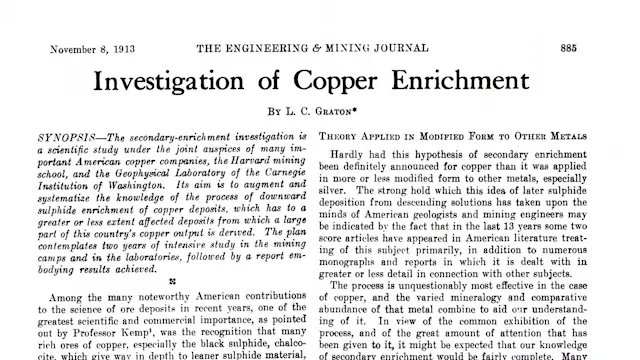 November 8, 1913 THE ENGINEERING & MINING JOURNAL 885
Investigation of Copper Enrichment
BY L. C. GRATON*
SYNOPSIS—The secondary-enrichment investigation is
a scientific study under the joint auspices of many im-
portant American copper companies, the Harvard mining
school, and the Geophysical Laboratory of the Carnegie
Institution of Washington. Its aim is to augment and
systematize the knowledge of the process of downward
sulphide enrichment of copper deposits, which has to a
greater or less extent affected deposits from which a large
part of this country's copper output is derived. The plan
contemplates two years of intensive study in the mining
camps and in the laboratories, followed by a report em-
bodying results achieved.
Among the many noteworthy American contributions
to the science of ore deposits in recent years, one of the
greatest scientific and commercial importance, as pointed
out by Professor Kemp¹, was the recognition that many
rich ores of copper, especially the black sulphide, chalco-
cite, which give way in depth to leaner sulphide material,
THEORY APPLIED IN MODIFIED FORM TO OTHER METALS
Hardly had this hypothesis of secondary enrichment
been definitely announced for copper than it was applied
in more or less modified form to other metals, especially
silver. The strong hold which this idea of later sulphide
deposition from descending solutions has taken upon the
minds of American geologists and mining engineers may
be indicated by the fact that in the last 13 years some two
score articles have appeared in American literature treat-
ing of this subject primarily, in addition to numerous
monographs and reports in which it is dealt with in
greater or less detail in connection with other subjects.
The process is unquestionably most effective in the case
of copper, and the varied mineralogy and comparative
abundance of that metal combine to aid our understand-
ing of it. In view of the common exhibition of the
process, and of the great amount of attention that has
been given to it, it might be expected that our knowledge
of secondary enrichment would be fairly complete. Many